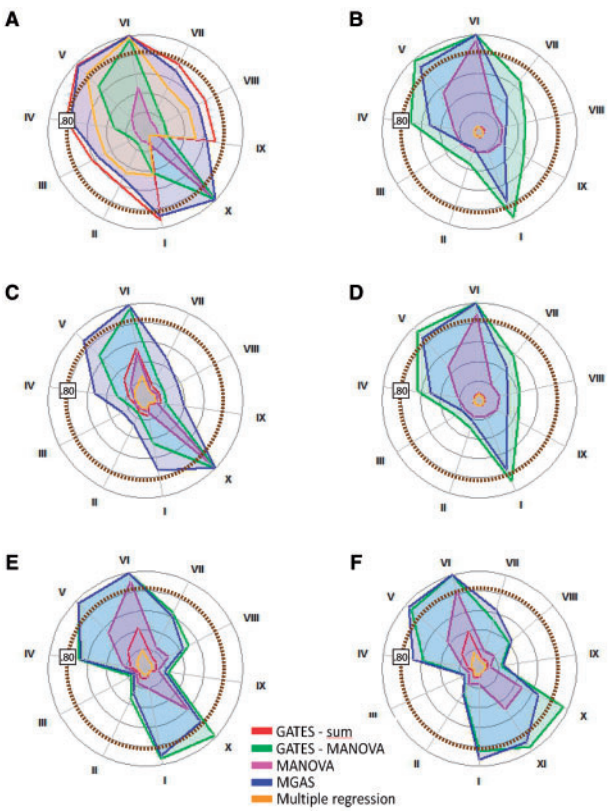 A
VI
VII
V
VIII
IV
.80
IX
III
X
II
I
B
VI
VII
V
VIII
IV
.80
III
IX
II
I
C
VI
VII
V
VIII
IV
.80
IX
III
X
II
I
D
VI
VII
V
IV
.80
VIII
III
IX
II
I
E
VI
VII
V
VIII
IV
.80
IX
III
X
II
I
F
VI
VII
V
VIII
IV
.80
IX
III
X
II
XI
I
GATES - sum
GATES - MANOVA
MANOVA
MGAS
Multiple regression